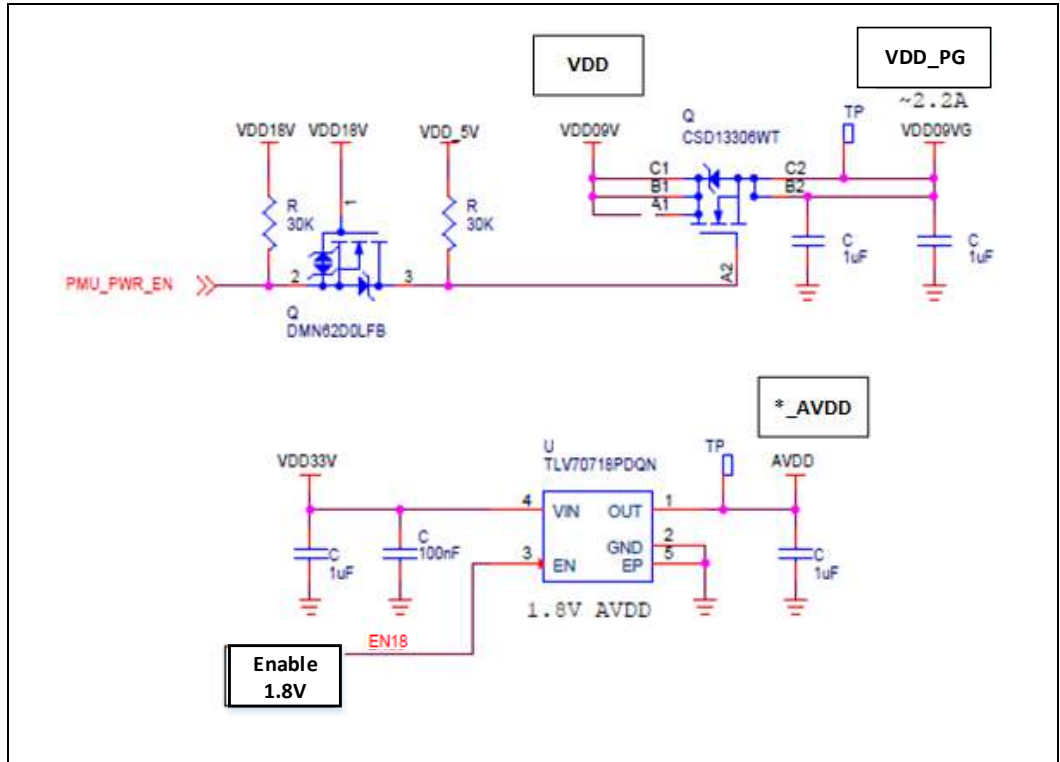 VDD
VDD_PG
~2.2A
VDD18V
VDD18V
VDD_5V
VDD09V
Q
CSD13306WT
TP
VDD09VG
C1
B1
A1
C2
B2
R
30K
1
R
30K
C
1uF
C
1uF
A2
PMU_PWR_EN
2
3
Q
DMN62D0LFB
*_AVDD
VDD33V
U
TLV70718PDQN
TP
AVDD
4
VIN
OUT
1
GND
2
3
EN
EP
5
C
1uF
C
100nF
C
1uF
1.8V AVDD
EN18
Enable
1.8V